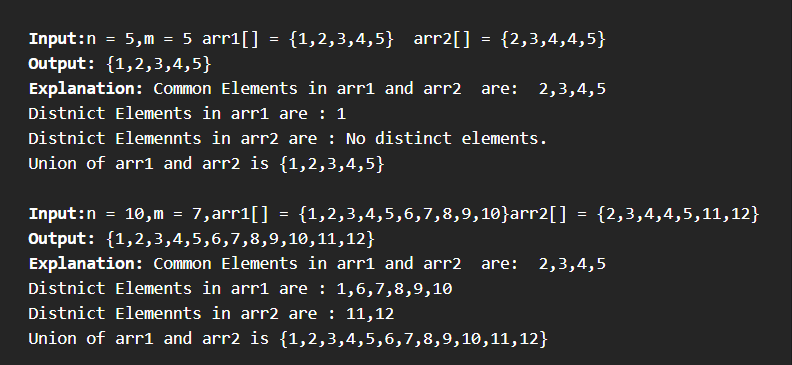 Input:n = 5,m = 5 arr1[] = {1,2,3,4,5}  arr2[] = {2,3,4,4,5}
Output: {1,2,3,4,5}
Explanation: Common Elements in arr1 and arr2  are:  2,3,4,5
Distnict Elements in arr1 are : 1
Distnict Elemennts in arr2 are : No distinct elements.
Union of arr1 and arr2 is {1,2,3,4,5}
Input:n = 10,m = 7,arr1[] = {1,2,3,4,5,6,7,8,9,10}arr2[] = {2,3,4,4,5,11,12}
Output: {1,2,3,4,5,6,7,8,9,10,11,12}
Explanation: Common Elements in arr1 and arr2  are:  2,3,4,5
Distnict Elements in arr1 are : 1,6,7,8,9,10
Distnict Elemennts in arr2 are : 11,12
Union of arr1 and arr2 is {1,2,3,4,5,6,7,8,9,10,11,12}